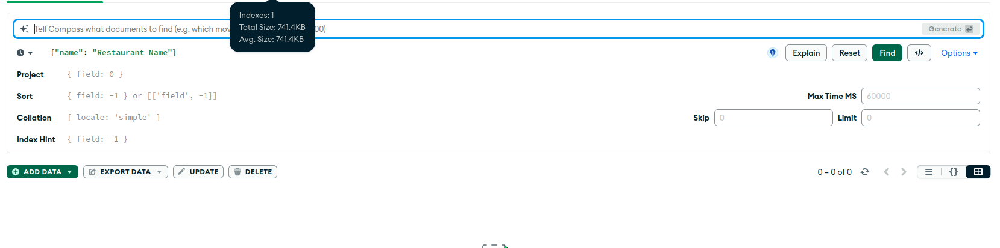 Indexes: 1
Total Size: 741.4KB
Avg. Size: 741.4KB
Tell Compass what documents to find (e.g. which mov 00)
Generate
{"name": "Restaurant Name"}
Explain
Reset
Find
</>
Options
Project { field: 0 }
Sort { field: -1 } or [['field', -1]]
Max Time MS 60000
Collation { locale: 'simple' }
Skip 0
Limit 0
Index Hint { field: -1 }
ADD DATA
EXPORT DATA
UPDATE
DELETE
0 – 0 of 0
{}